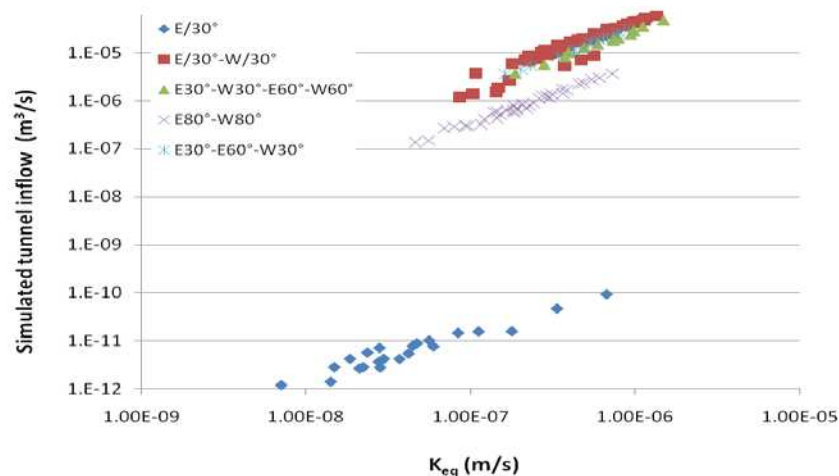 E/30°
E/30°-W/30°
E30°-W30°-E60°-W60°
E80°-W80°
E30°-E60°-W30°
Simulated tunnel inflow (m³/s)
1.E-05
1.E-06
1.E-07
1.E-08
1.E-09
1.E-10
1.E-11
1.E-12
1.00E-09 1.00E-08 1.00E-07 1.00E-06 1.00E-05
Keq (m/s)